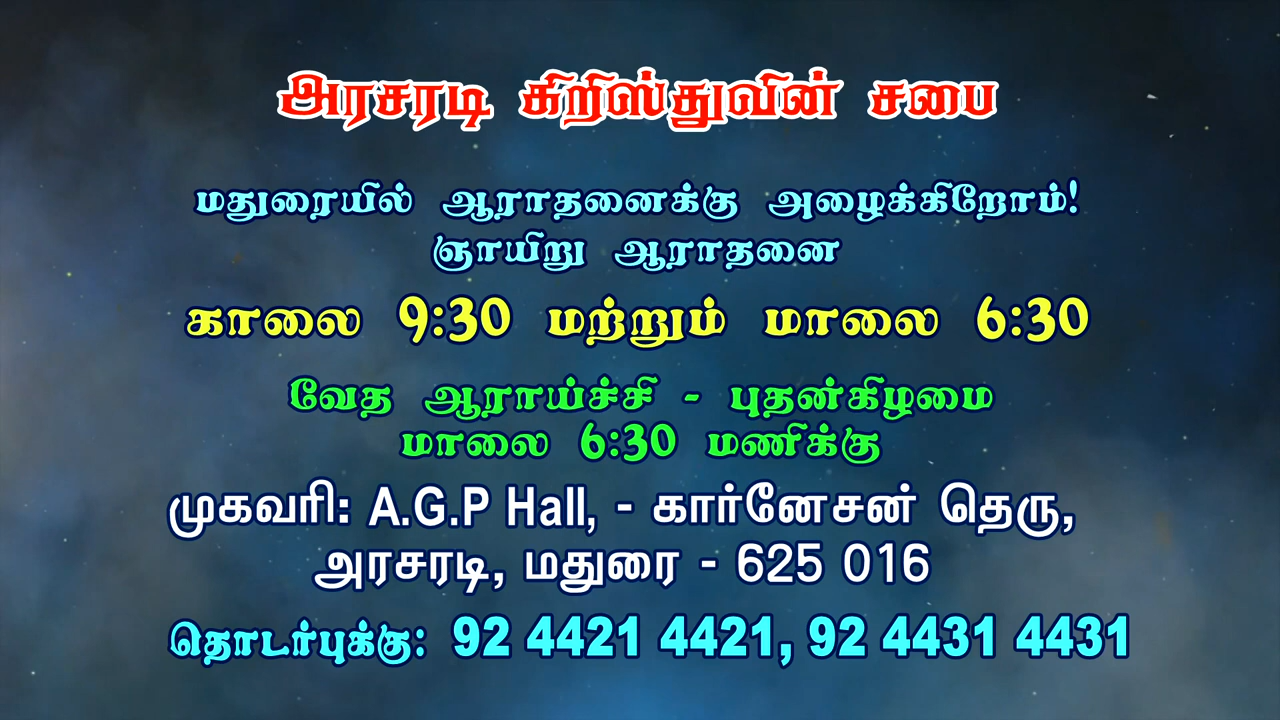 அரசரடி கிறிஸ்துவின் சபை
மதுரையில் ஆராதனைக்கு அழைக்கிறோம்!
ஞாயிறு ஆராதனை
காலை 9:30 மற்றும் மாலை 6:30
வேத ஆராய்ச்சி - புதன்கிழமை
மாலை 6:30 மணிக்கு
முகவரி: A.G.P Hall, - கார்னேசன் தெரு,
அரசரடி, மதுரை - 625 016
தொடர்புக்கு: 92 4421 4421, 92 4431 4431